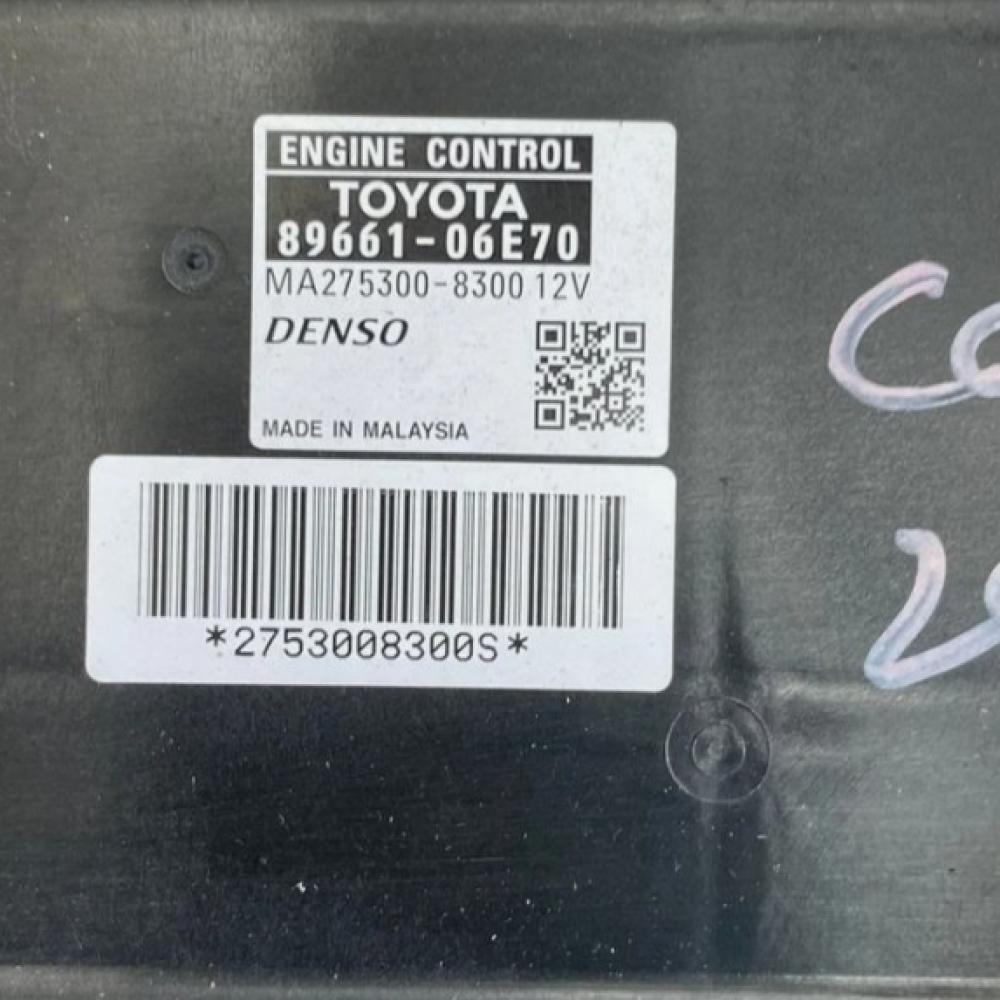 ENGINE CONTROL
TOYOTA
89661-06E70
MA275300-8300 12V
DENSO
MADE IN MALAYSIA
*2753008300S*